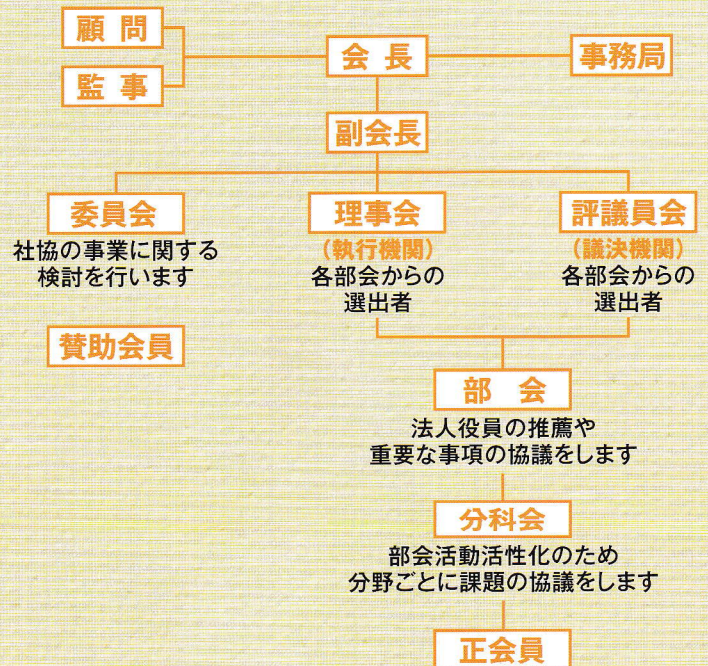 顧問
監事
会長
事務局
副会長
委員会
社協の事業に関する
検討を行います
理事会
(執行機関)
各部会からの
選出者
評議員会
(議決機関)
各部会からの
選出者
賛助会員
部会
法人役員の推薦や
重要な事項の協議をします
分科会
部会活動活性化のため
分野ごとに課題の協議をします
正会員